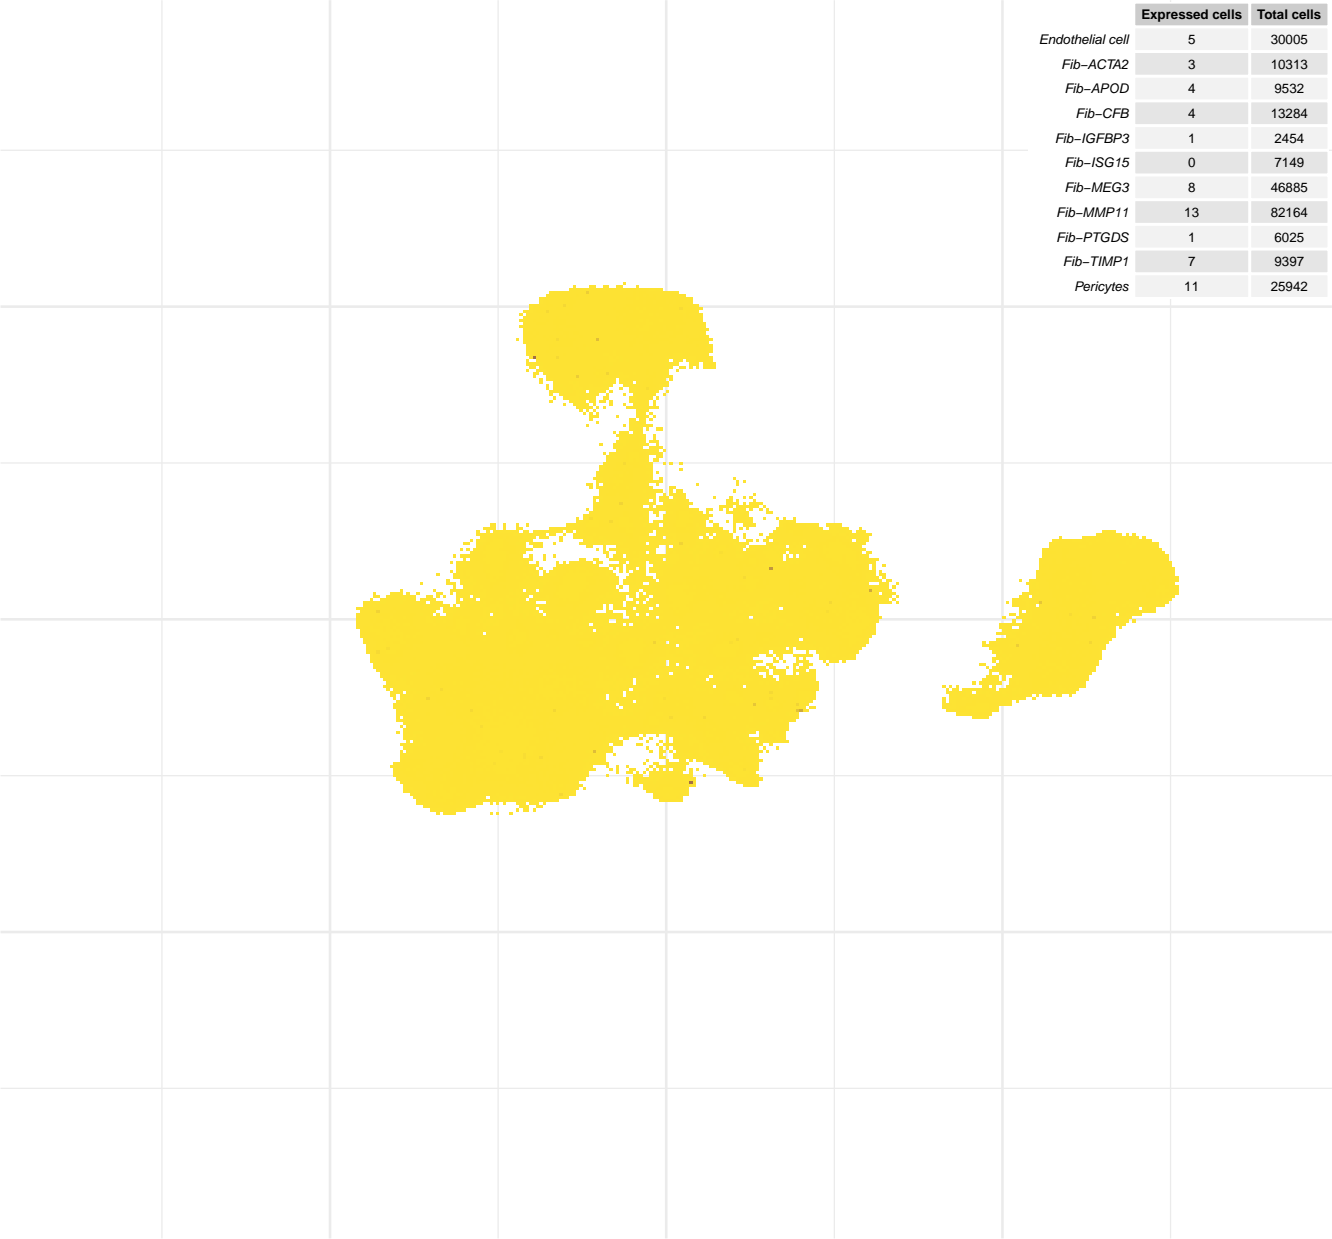 Expressed cells Total cells
Endothelial cell 5 30005
Fib−ACTA2 3 10313
Fib−APOD 4 9532
Fib−CFB 4 13284
Fib−IGFBP3 1 2454
Fib−ISG15 0 7149
Fib−MEG3 8 46885
Fib−MMP11 13 82164
Fib−PTGDS 1 6025
Fib−TIMP1 7 9397
Pericytes 11 25942